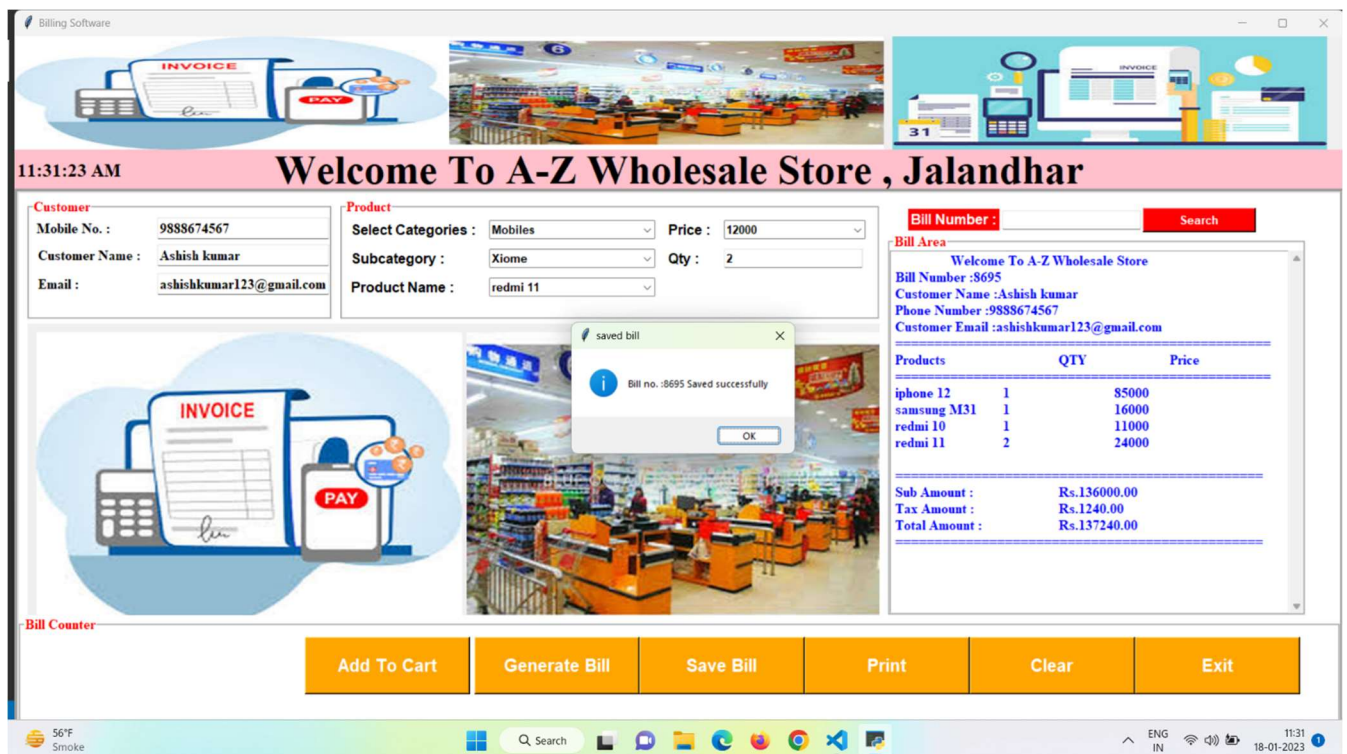 Billing Software
INVOICE
PAY
6
INVOICE
31
11:31:23 AM
Welcome To A-Z Wholesale Store , Jalandhar
Customer
Mobile No. : 9888674567
Customer Name : Ashish kumar
Email : ashishkumar123@gmail.com
Product
Select Categories : Mobiles
Price : 12000
Subcategory : Xiome
Qty : 2
Product Name : redmi 11
Bill Number :
Search
Bill Area
Welcome To A-Z Wholesale Store
Bill Number :8695
Customer Name :Ashish kumar
Phone Number :9888674567
Customer Email :ashishkumar123@gmail.com
==============================================
Products QTY Price
==============================================
iphone 12 1 85000
samsung M31 1 16000
redmi 10 1 11000
redmi 11 2 24000
=============================================
Sub Amount : Rs.136000.00
Tax Amount : Rs.1240.00
Total Amount : Rs.137240.00
=============================================
saved bill
Bill no. :8695 Saved successfully
OK
INVOICE
PAY
Bill Counter
Add To Cart
Generate Bill
Save Bill
Print
Clear
Exit
56°F
Smoke
Search
ENG
IN
11:31
18-01-2023
1